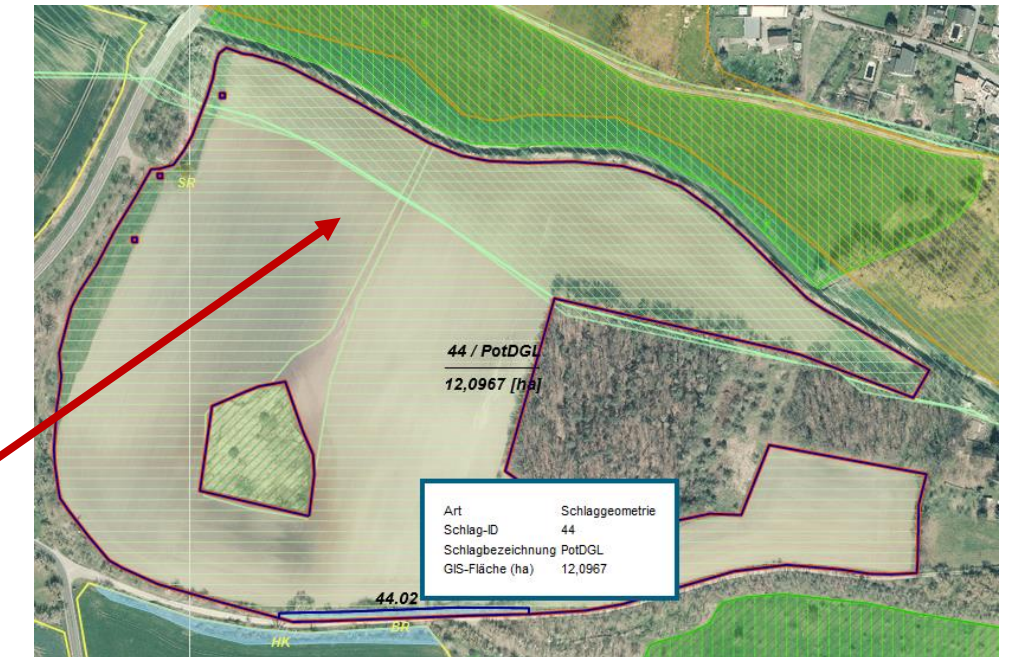 SR
44 / PotDGL
12,0967 [ha]
Art Schlaggeometrie
Schlag-ID 44
Schlagbezeichnung PotDGL
GIS-Fläche (ha) 12,0967
44.02
BR
HK